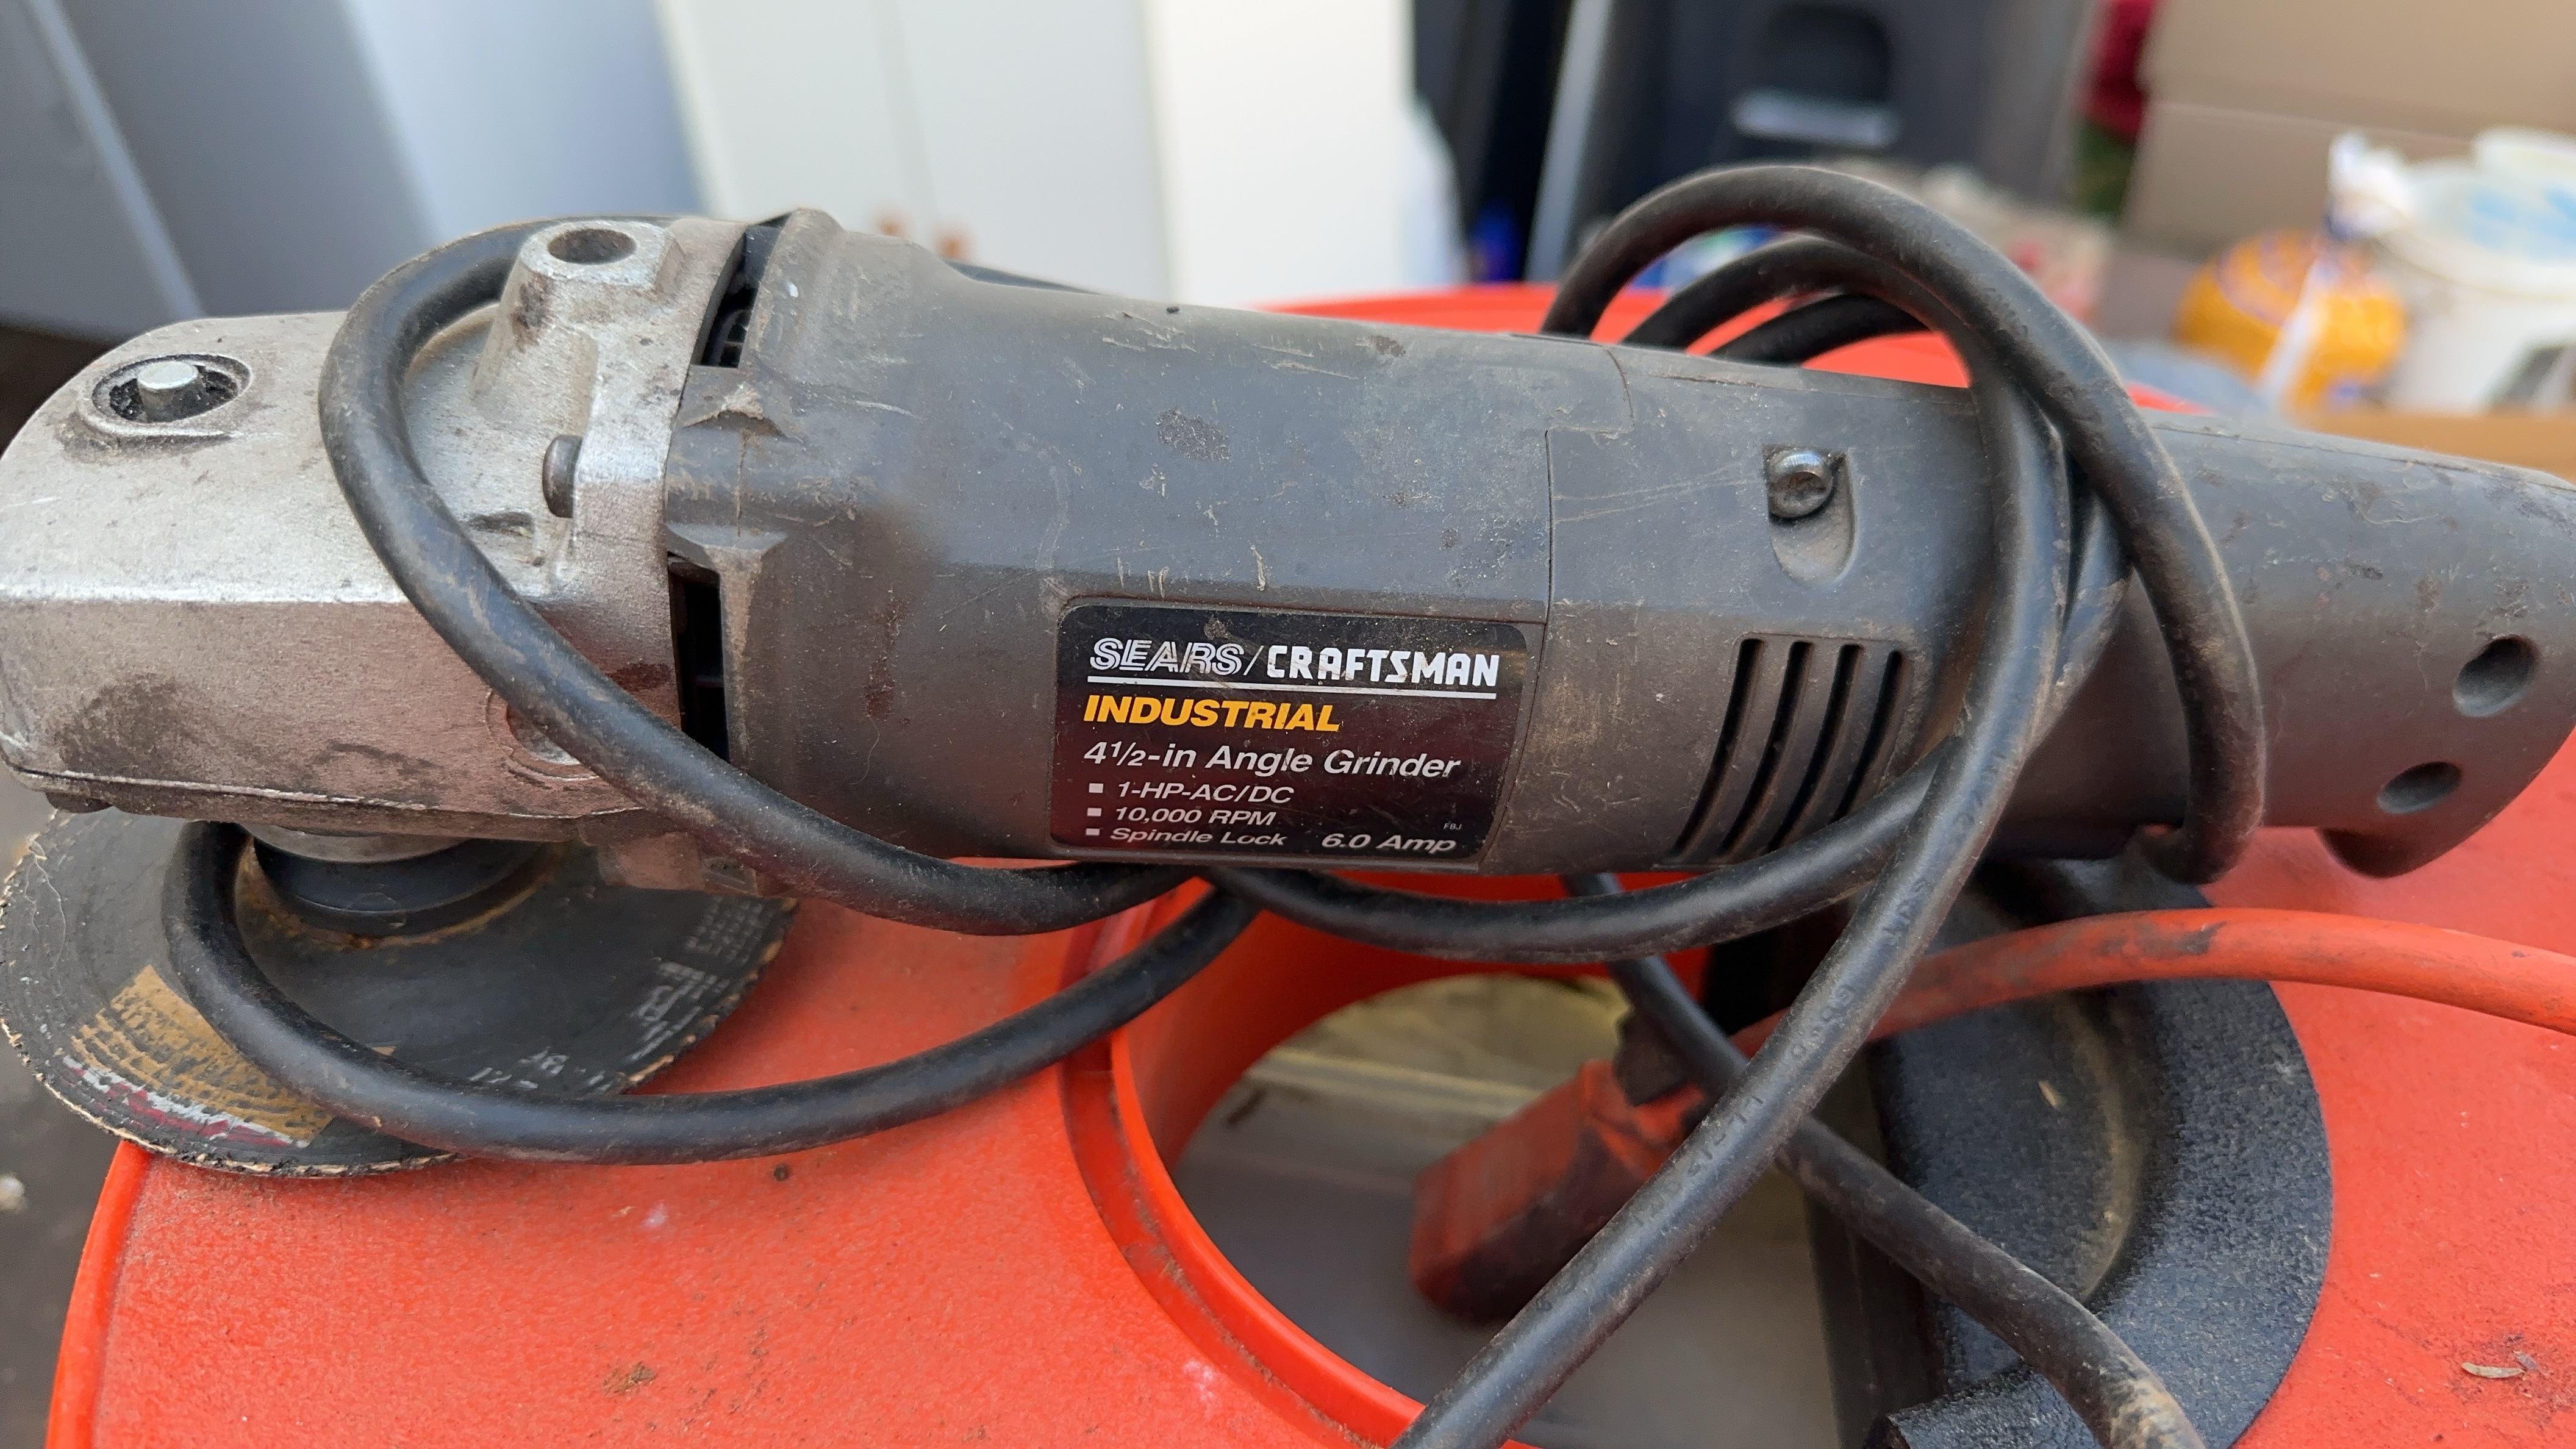 SEARS/CRAFTSMAN
INDUSTRIAL
4½-in Angle Grinder
■ 1-HP-AC/DC
■ 10,000 RPM
■ Spindle Lock 6.0 Amp
FBJ